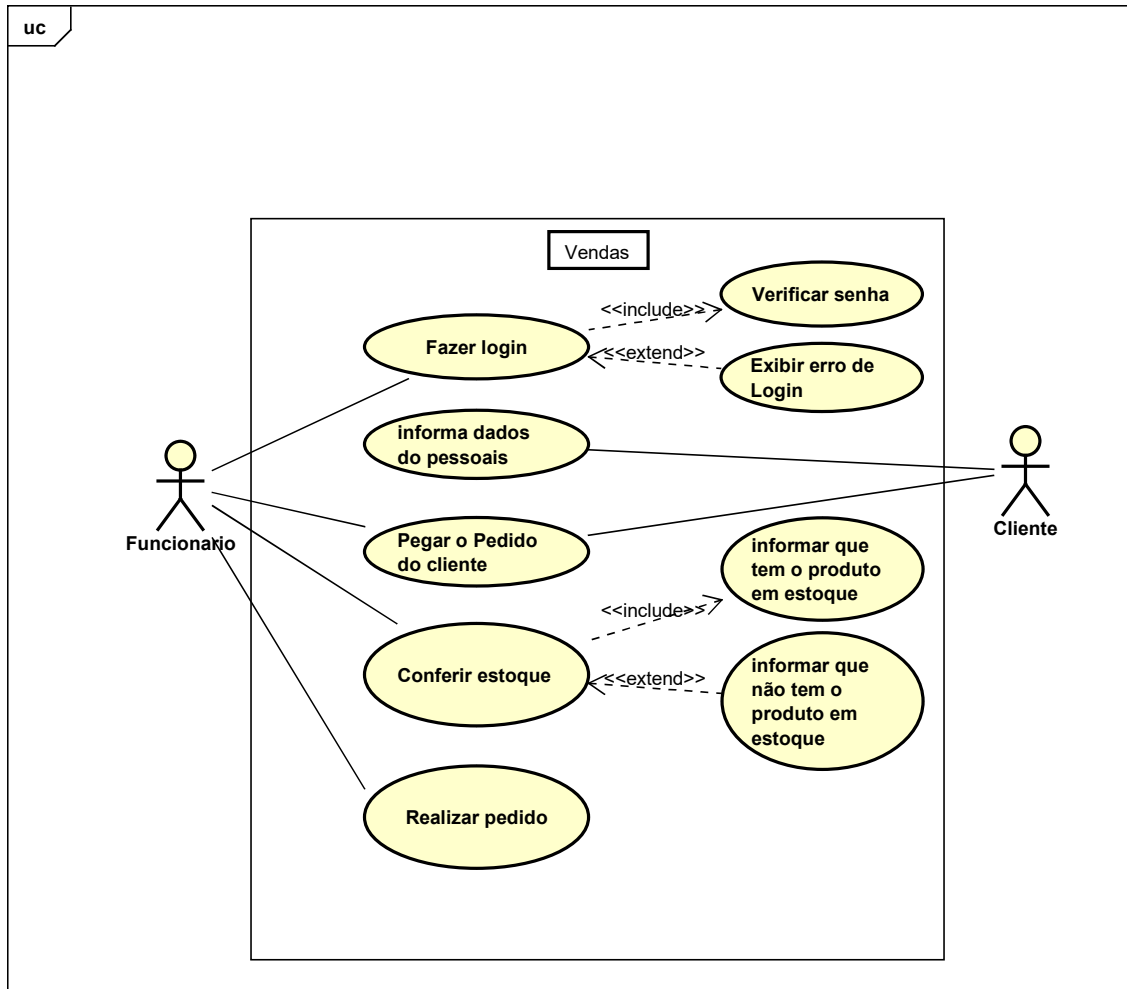 uc
Vendas
<<include>>
Verificar senha
Fazer login
<<extend>>
Exibir erro de
Login
informa dados
do pessoais
Funcionario
Cliente
Pegar o Pedido
do cliente
informar que
tem o produto
em estoque
<<include>>
Conferir estoque
<<extend>>
informar que
não tem o
produto em
estoque
Realizar pedido